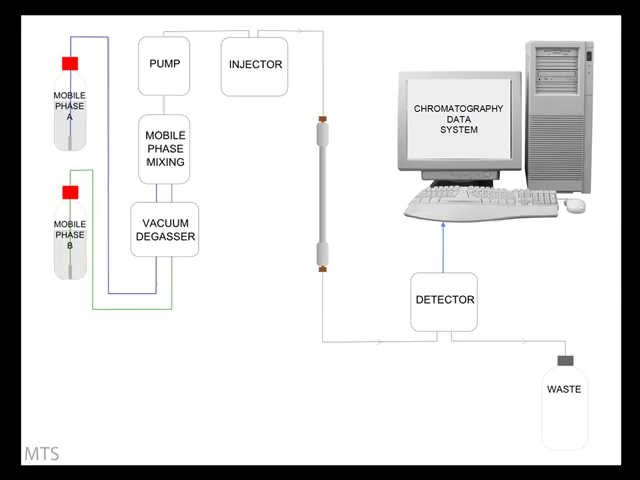 MOBILE
PHASE
A
MOBILE
PHASE
B
PUMP
MOBILE
PHASE
MIXING
VACUUM
DEGASSER
INJECTOR
CHROMATOGRAPHY
DATA
SYSTEM
DETECTOR
WASTE
MTS